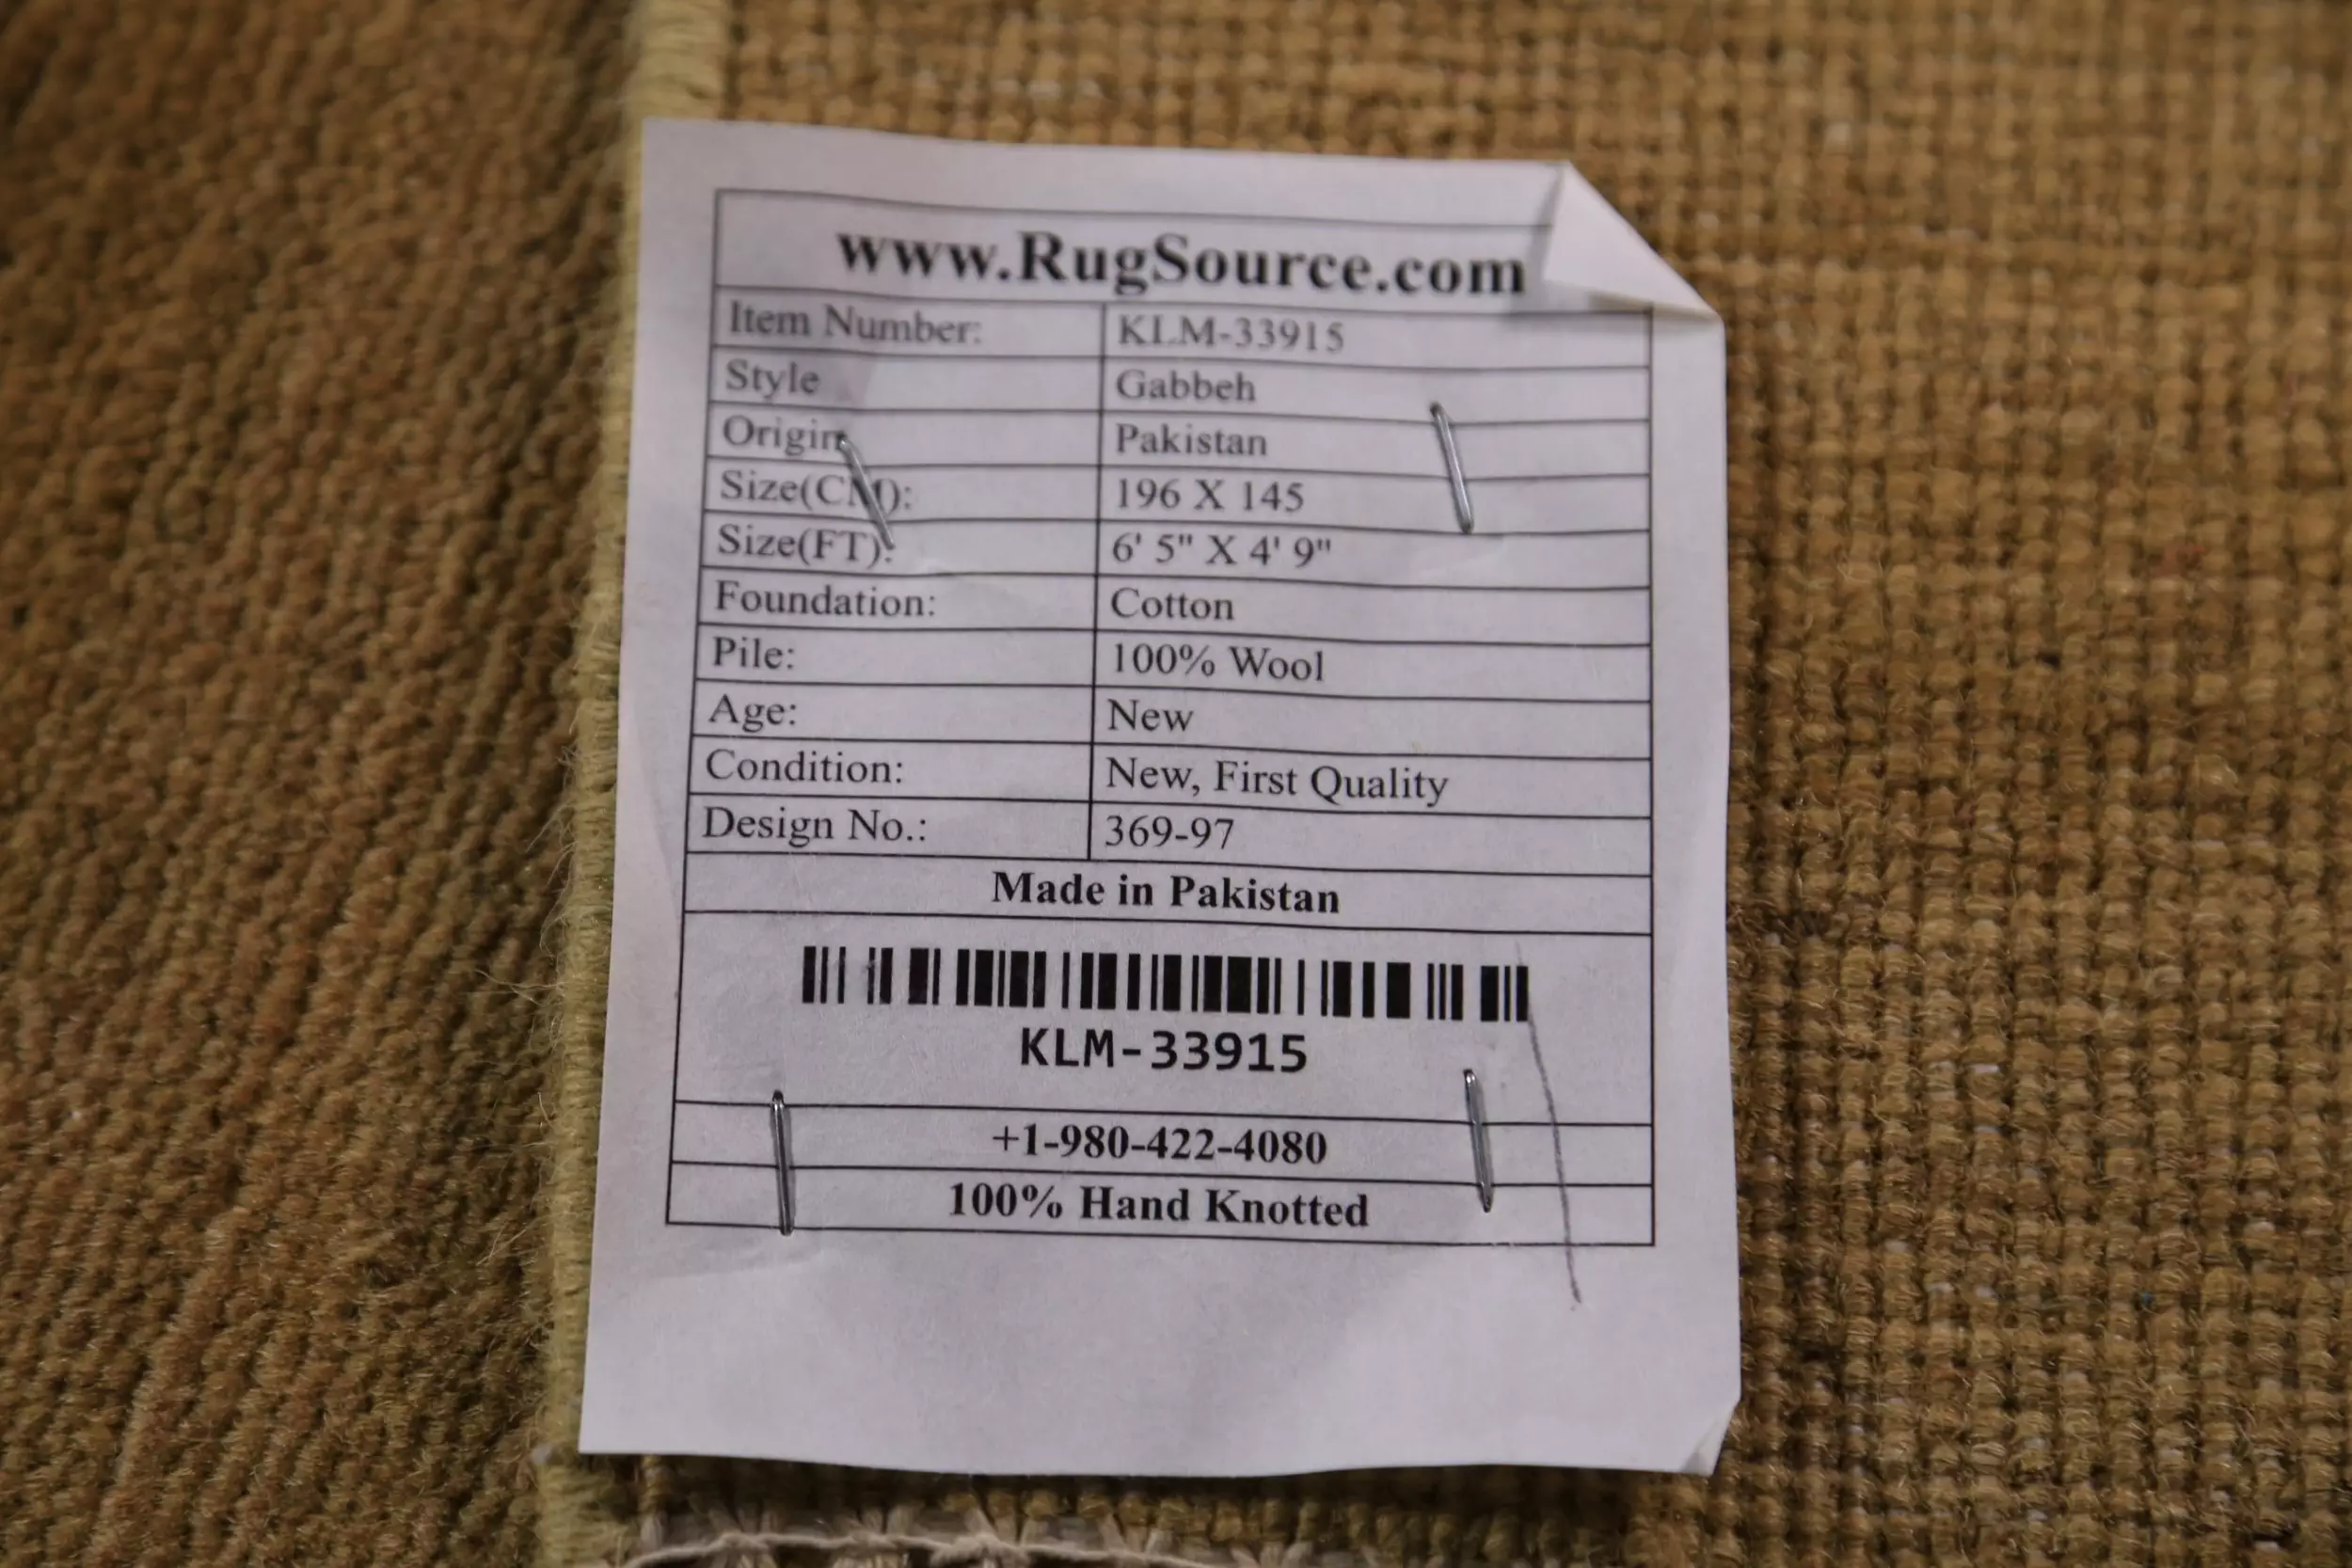 www.RugSource.com
Item Number: KLM-33915
Style Gabbeh
Origin Pakistan
Size(CM): 196 X 145
Size(FT): 6' 5" X 4' 9"
Foundation: Cotton
Pile: 100% Wool
Age: New
Condition: New, First Quality
Design No.: 369-97
Made in Pakistan
KLM-33915
+1-980-422-4080
100% Hand Knotted